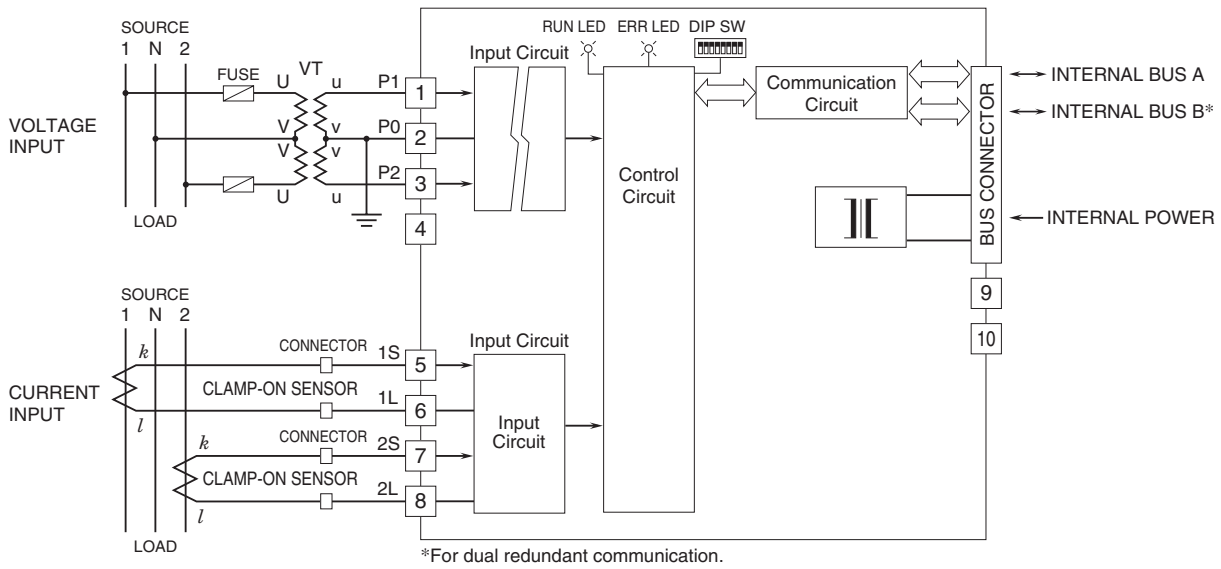 SOURCE
1 N 2
FUSE
VT
U
u
P1
1
V
v
P0
2
V
v
P2
3
U
u
4
LOAD
VOLTAGE
INPUT
Input Circuit
RUN LED
ERR LED
DIP SW
Control
Circuit
Communication
Circuit
BUS CONNECTOR
INTERNAL BUS A
INTERNAL BUS B*
INTERNAL POWER
9
10
SOURCE
1 N 2
CURRENT
INPUT
k
CONNECTOR
1S
5
CLAMP-ON SENSOR
l
1L
6
k
CONNECTOR
2S
7
CLAMP-ON SENSOR
l
2L
8
LOAD
Input Circuit
Input
Circuit
*For dual redundant communication.